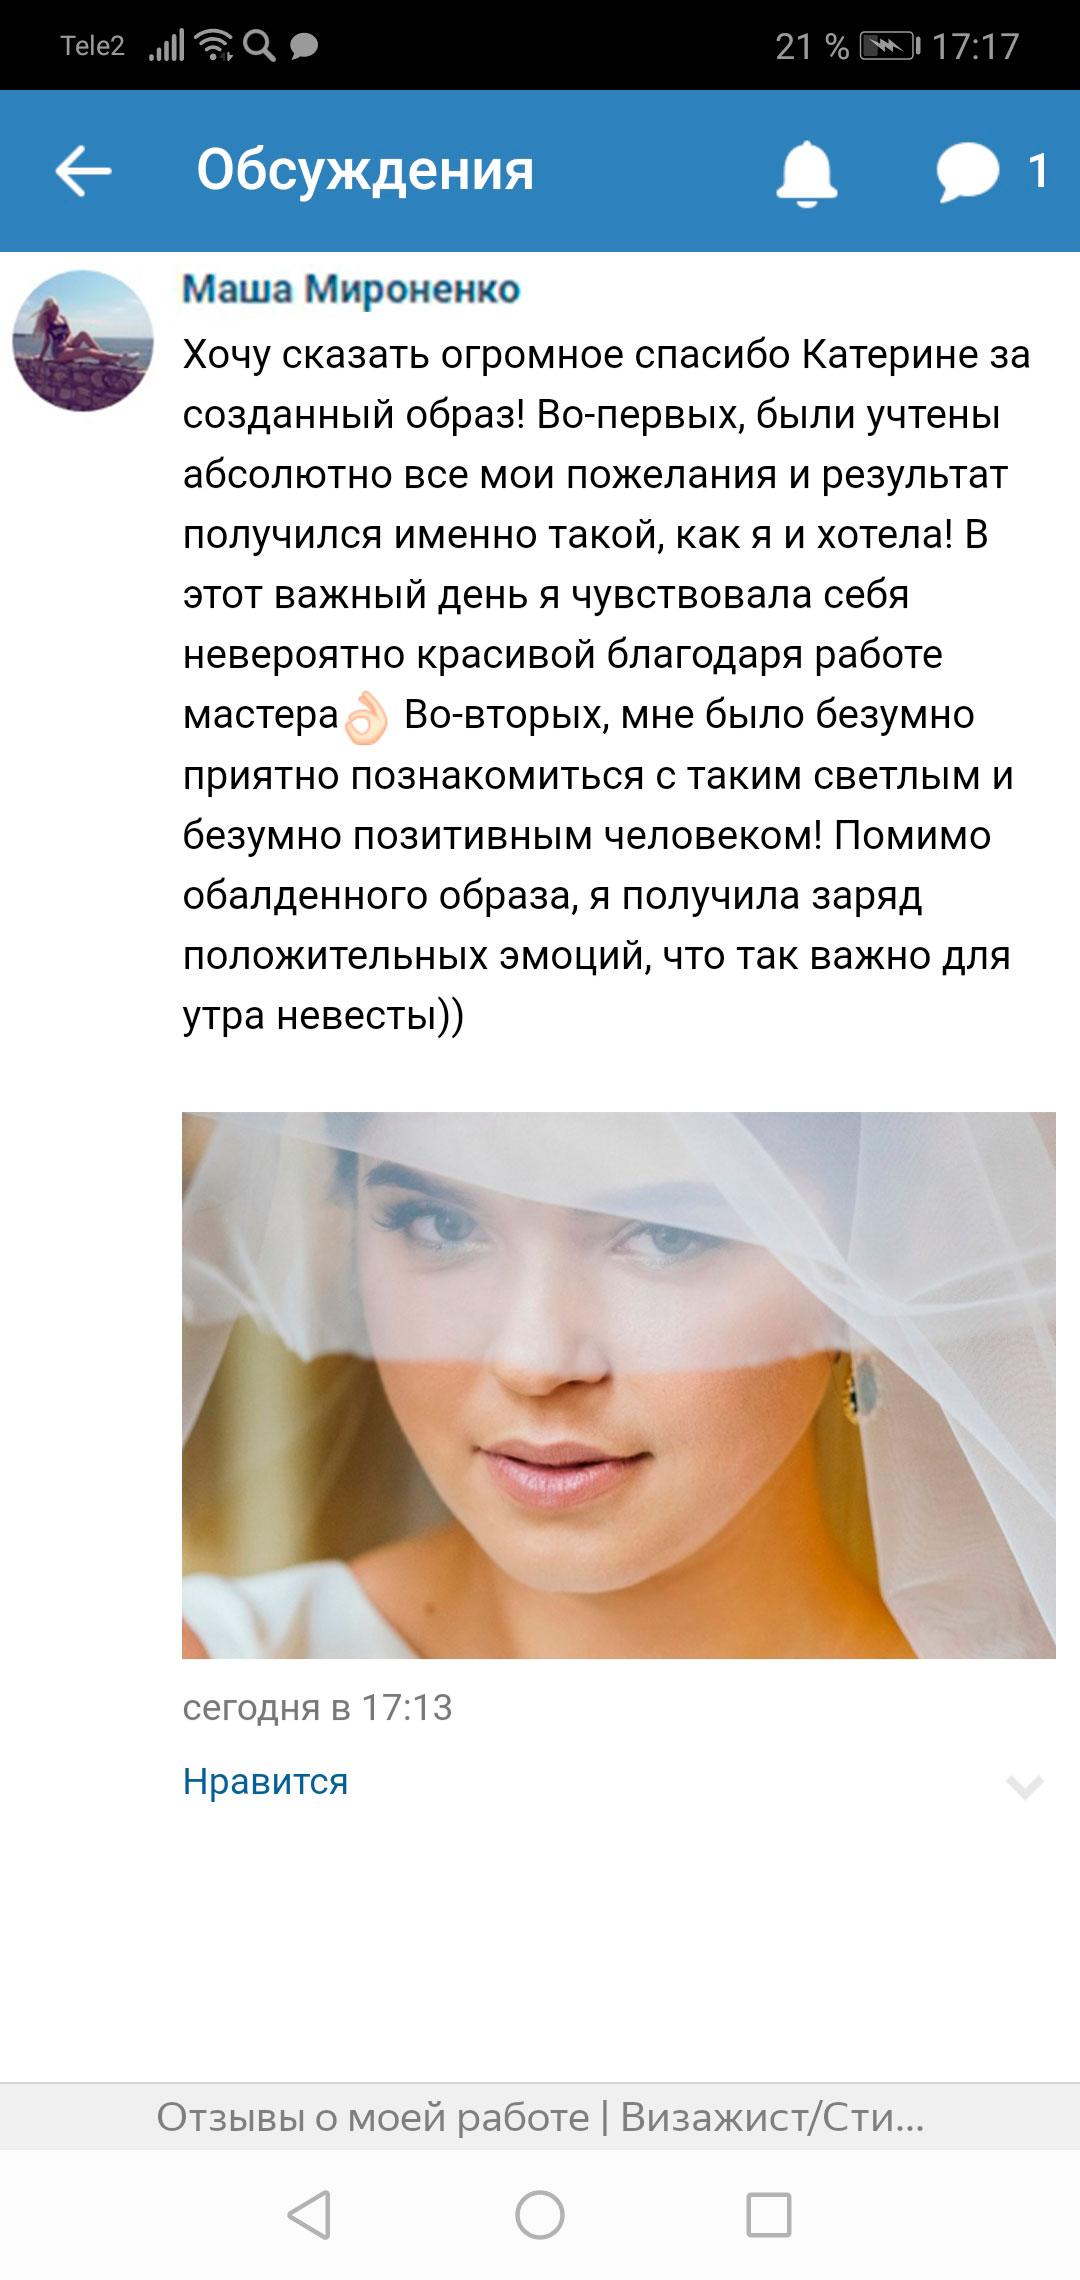 Tele2
21 %
17:17
Обсуждения
1
Маша Мироненко
Хочу сказать огромное спасибо Катерине за
созданный образ! Во-первых, были учтены
абсолютно все мои пожелания и результат
получился именно такой, как я и хотела! В
этот важный день я чувствовала себя
невероятно красивой благодаря работе
мастера👌🏻 Во-вторых, мне было безумно
приятно познакомиться с таким светлым и
безумно позитивным человеком! Помимо
обалденного образа, я получила заряд
положительных эмоций, что так важно для
утра невесты))
сегодня в 17:13
Нравится
Отзывы о моей работе | Визажист/Сти...